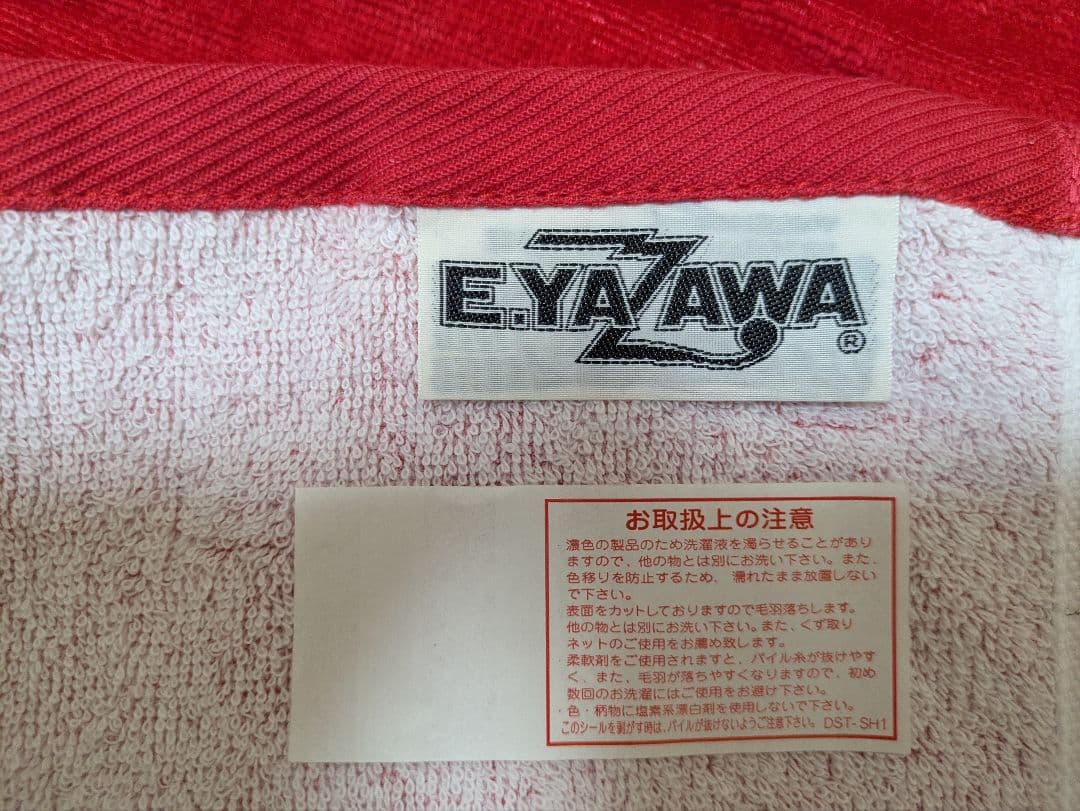 E.YAZAWA
®
お取扱上の注意
・濃色の製品のため洗濯液を濁らせることがあり
ますので、他の物とは別にお洗い下さい。また、
色移りを防止するため、濡れたまま放置しない
で下さい。
・表面をカットしておりますので毛羽落ちします。
他の物とは別にお洗い下さい。また、くず取り
ネットのご使用をお薦め致します。
・柔軟剤をご使用されますと、パイル糸が抜けやす
く、また、毛羽が落ちやすくなりますので、初め
数回のお洗濯にはご使用をお避け下さい。
・色・柄物に塩素系漂白剤を使用しないで下さい。
このシールを剥がす時は、パイルが抜けないようご注意下さい。 DST-SH1